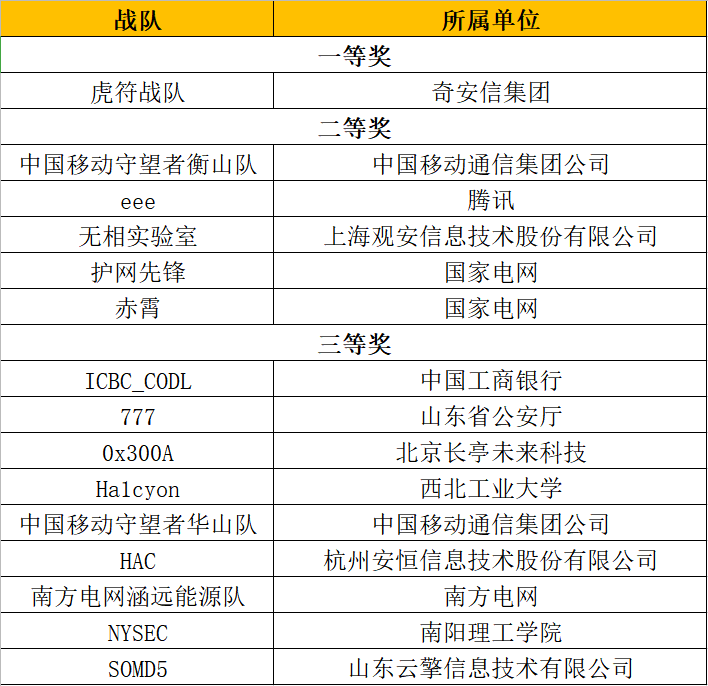 战队 所属单位
一等奖
虎符战队 奇安信集团
二等奖
中国移动守望者衡山队 中国移动通信集团公司
eee 腾讯
无相实验室 上海观安信息技术股份有限公司
护网先锋 国家电网
赤霄 国家电网
三等奖
ICBC_CODL 中国工商银行
777 山东省公安厅
0x300A 北京长亭未来科技
Halcyon 西北工业大学
中国移动守望者华山队 中国移动通信集团公司
HAC 杭州安恒信息技术股份有限公司
南方电网涵远能源队 南方电网
NYSEC 南阳理工学院
SOMD5 山东云擎信息技术有限公司